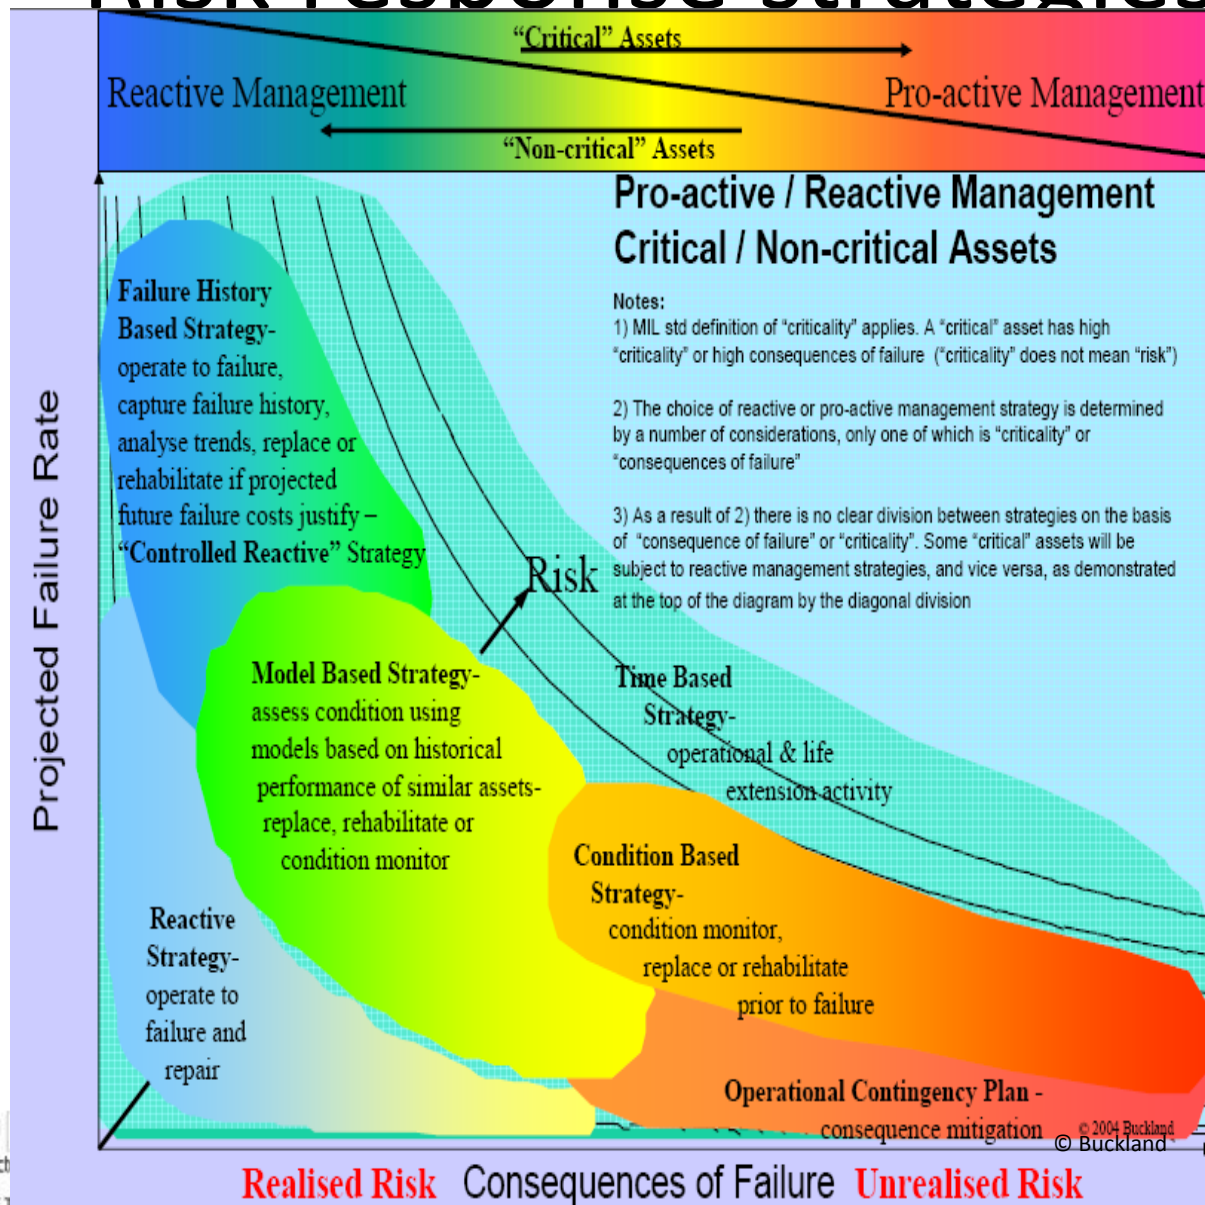 Risk response strategies
“Critical” Assets
Reactive Management
Pro-active Management
“Non-critical” Assets
Pro-active / Reactive Management
Critical / Non-critical Assets
Notes:
1) MIL std definition of “criticality” applies. A “critical” asset has high
“criticality” or high consequences of failure (“criticality” does not mean “risk”)
2) The choice of reactive or pro-active management strategy is determined
by a number of considerations, only one of which is “criticality” or
“consequences of failure”
3) As a result of 2) there is no clear division between strategies on the basis
of “consequence of failure” or “criticality”. Some “critical” assets will be
subject to reactive management strategies, and vice versa, as demonstrated
at the top of the diagram by the diagonal division
Failure History
Based Strategy-
operate to failure,
capture failure history,
analyse trends, replace or
rehabilitate if projected
future failure costs justify –
“Controlled Reactive” Strategy
Risk
Model Based Strategy-
assess condition using
models based on historical
performance of similar assets-
replace, rehabilitate or
condition monitor
Time Based
Strategy-
operational & life
extension activity
Condition Based
Strategy-
condition monitor,
replace or rehabilitate
prior to failure
Reactive
Strategy-
operate to
failure and
repair
Operational Contingency Plan -
consequence mitigation
© 2004 Buckland
© Buckland
Projected Failure Rate
Realised Risk Consequences of Failure Unrealised Risk